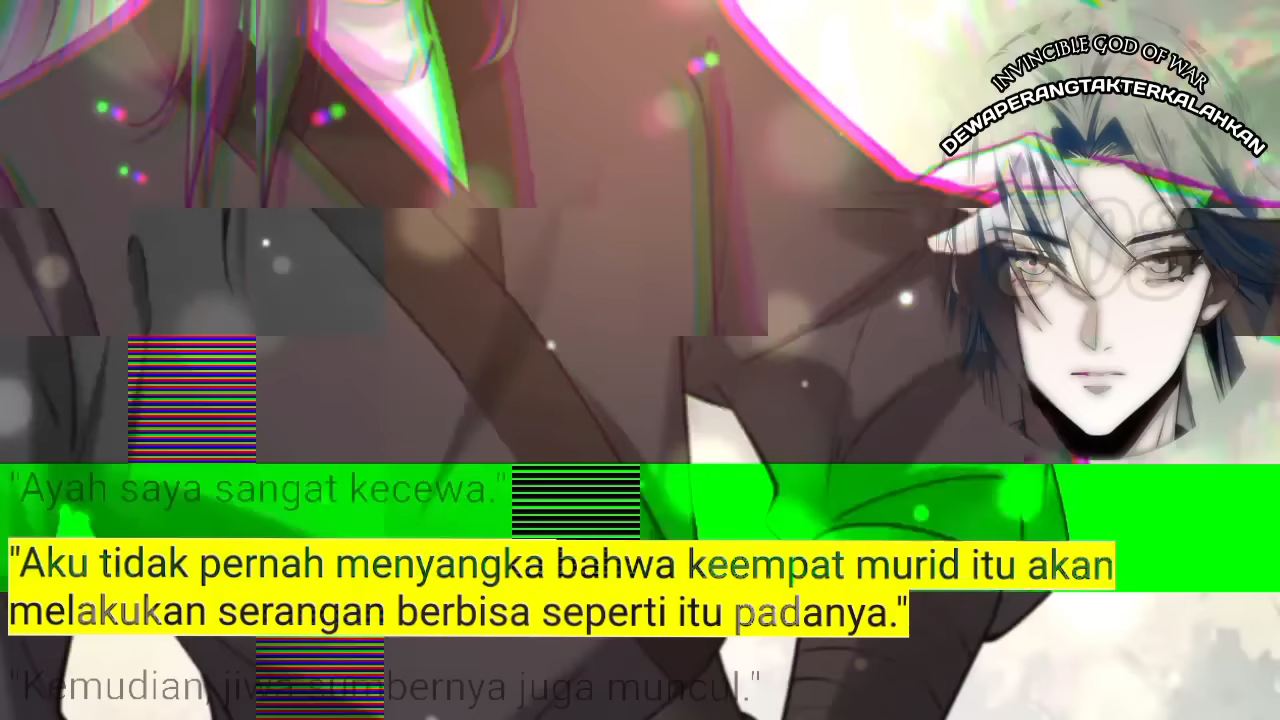 INVINCIBLE GOD OF WAR
DEWAPERANGTAKTERKALAHKAN
"Ayah saya sangat kecewa."
"Aku tidak pernah menyangka bahwa keempat murid itu akan
melakukan serangan berbisa seperti itu padanya."
"Kemudian, jiwa sumbernya juga muncul."